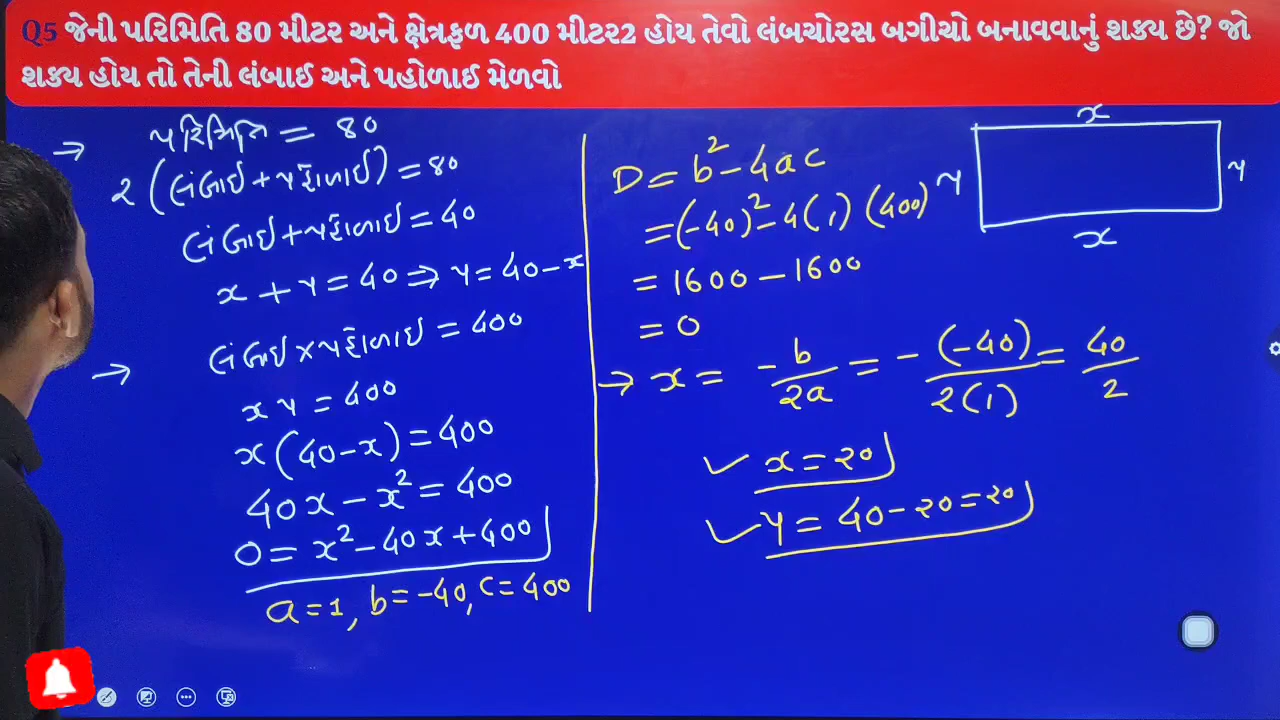 Q5 જેની પરિમિતિ 80 મીટર અને ક્ષેત્રફળ 400 મીટર2 હોય તેવો લંબચોરસ બગીચો બનાવવાનું શક્ય છે? જો
શક્ય હોય તો તેની લંબાઈ અને પહોળાઈ મેળવો
→ પરિમિતિ = 80
2 (લંબાઈ + પહોળાઈ) = 80
લંબાઈ + પહોળાઈ = 40
x + y = 40 ⇒ y = 40 - x
→ લંબાઈ × પહોળાઈ = 400
x y = 400
x (40 - x) = 400
40x - x² = 400
0 = x² - 40x + 400
a = 1, b = -40, c = 400
D = b² - 4ac
= (-40)² - 4(1) (400)
= 1600 - 1600
= 0
→ x = -b/2a = -(-40)/2(1) = 40/2
✓ x = 20
✓ y = 40 - 20 = 20
x
y
y
x